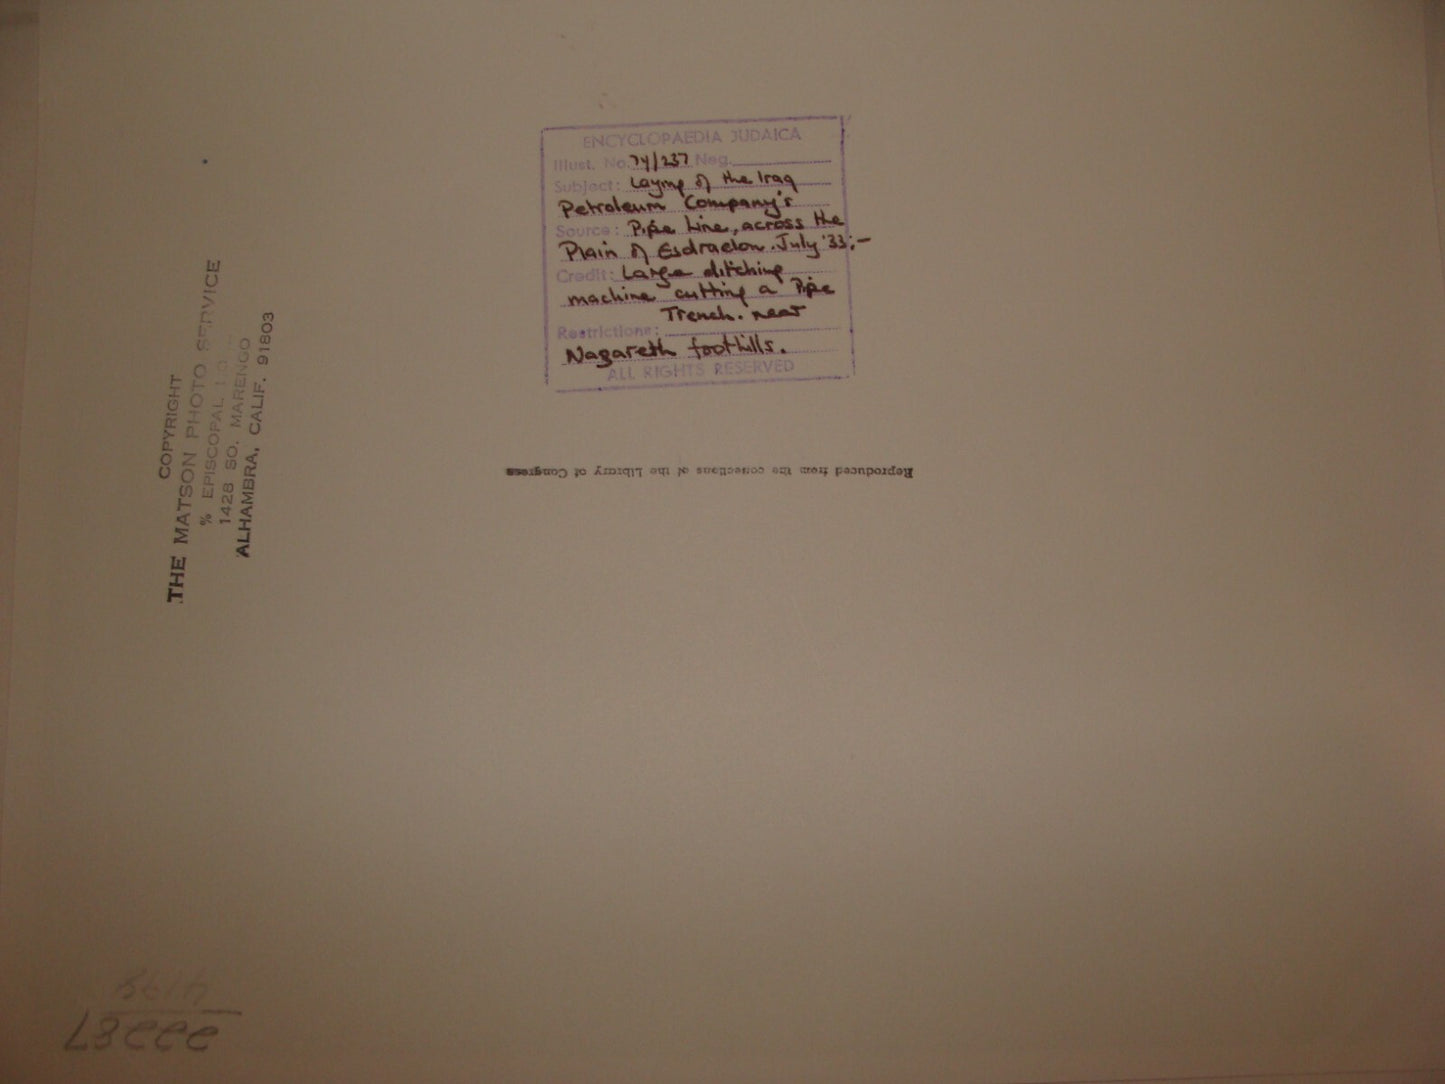 ENCYCLOPAEDIA JUDAICA
Illust. No. 74/237 Neg.
Subject: Laying of the Iraq
Petroleum Company's
Source: Pipe Line, across the
Plain of Esdraelon. July '33:-
Credit: Large ditching
machine cutting a Pipe
Trench. near
Restrictions:
Nazareth foothills.
ALL RIGHTS RESERVED
Reproduced from the collections of the Library of Congress
COPYRIGHT
THE MATSON PHOTO SERVICE
% EPISCOPAL
1428 SO. MARENGO
ALHAMBRA, CALIF. 91803